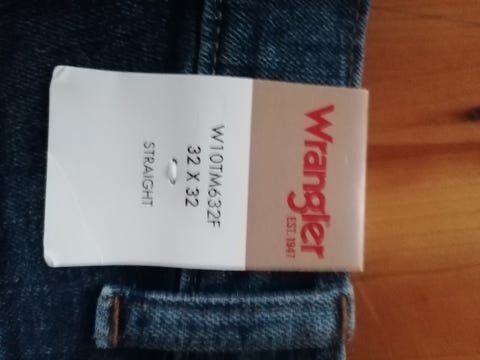 Wrangler
EST. 1947
W10TM632F
32 X 32
STRAIGHT